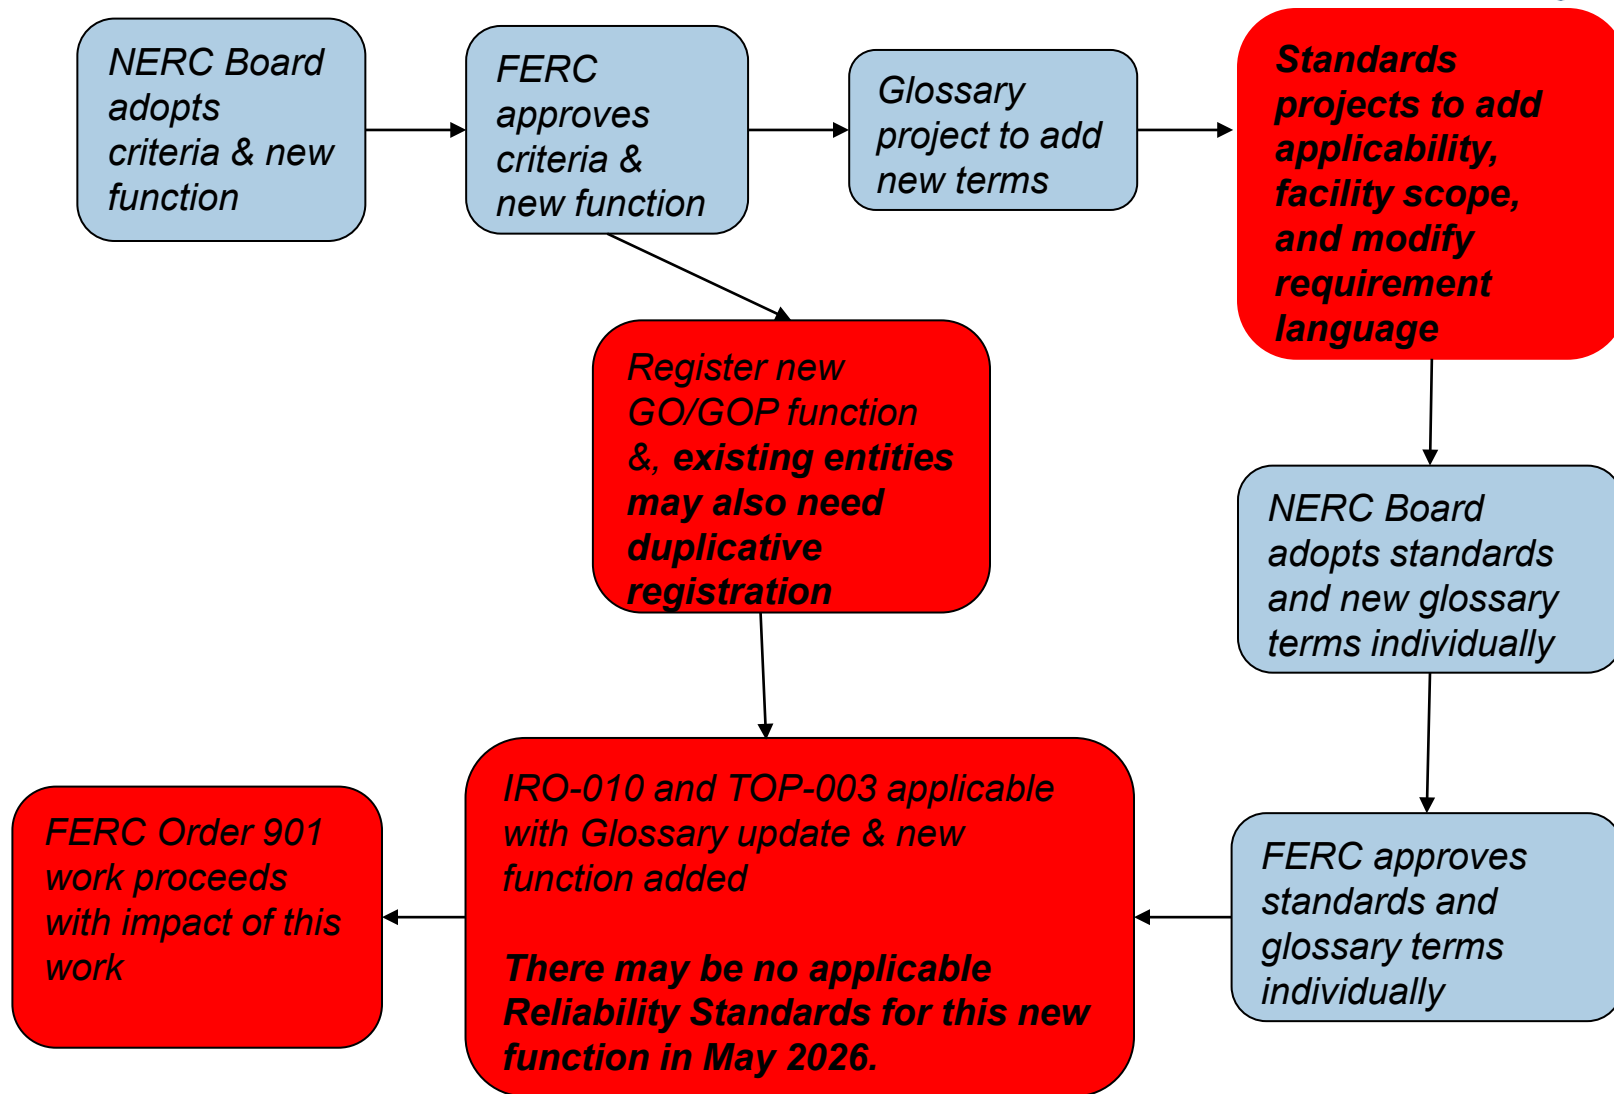 NERC Board
adopts
criteria & new
function
FERC
approves
criteria &
new function
Glossary
project to add
new terms
Standards
projects to add
applicability,
facility scope,
and modify
requirement
language
Register new
GO/GOP function
&, existing entities
may also need
duplicative
registration
NERC Board
adopts standards
and new glossary
terms individually
FERC Order 901
work proceeds
with impact of this
work
IRO-010 and TOP-003 applicable
with Glossary update & new
function added
There may be no applicable
Reliability Standards for this new
function in May 2026.
FERC approves
standards and
glossary terms
individually